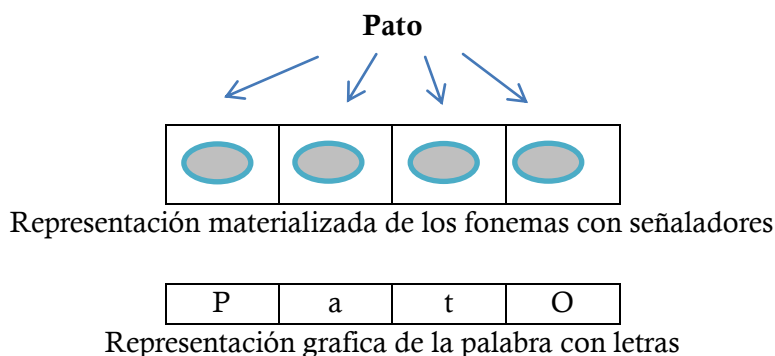 Pato
Representación materializada de los fonemas con señaladores
P a t O
Representación grafica de la palabra con letras